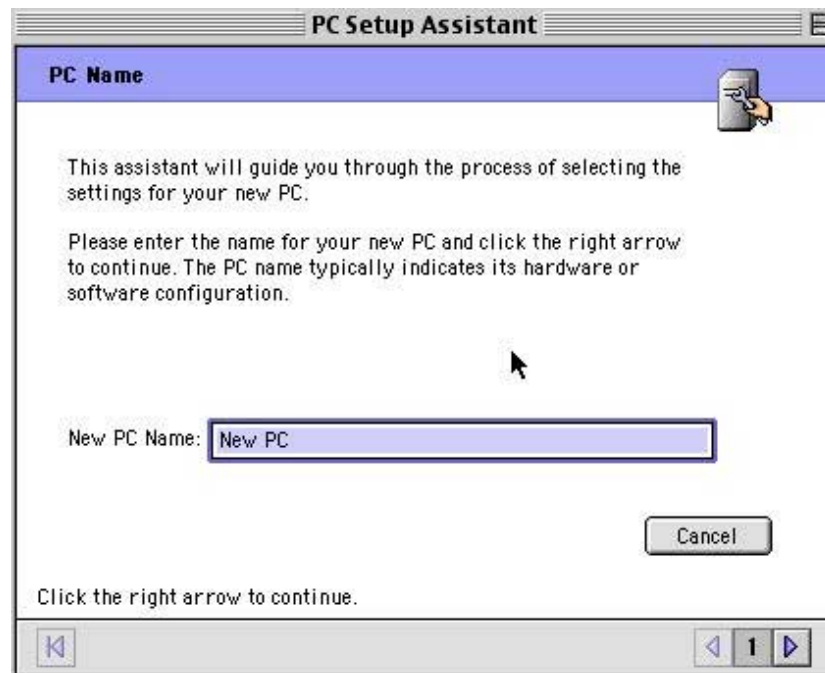 PC Setup Assistant
PC Name
This assistant will guide you through the process of selecting the
settings for your new PC.
Please enter the name for your new PC and click the right arrow
to continue. The PC name typically indicates its hardware or
software configuration.
New PC Name: New PC
Cancel
Click the right arrow to continue.
1